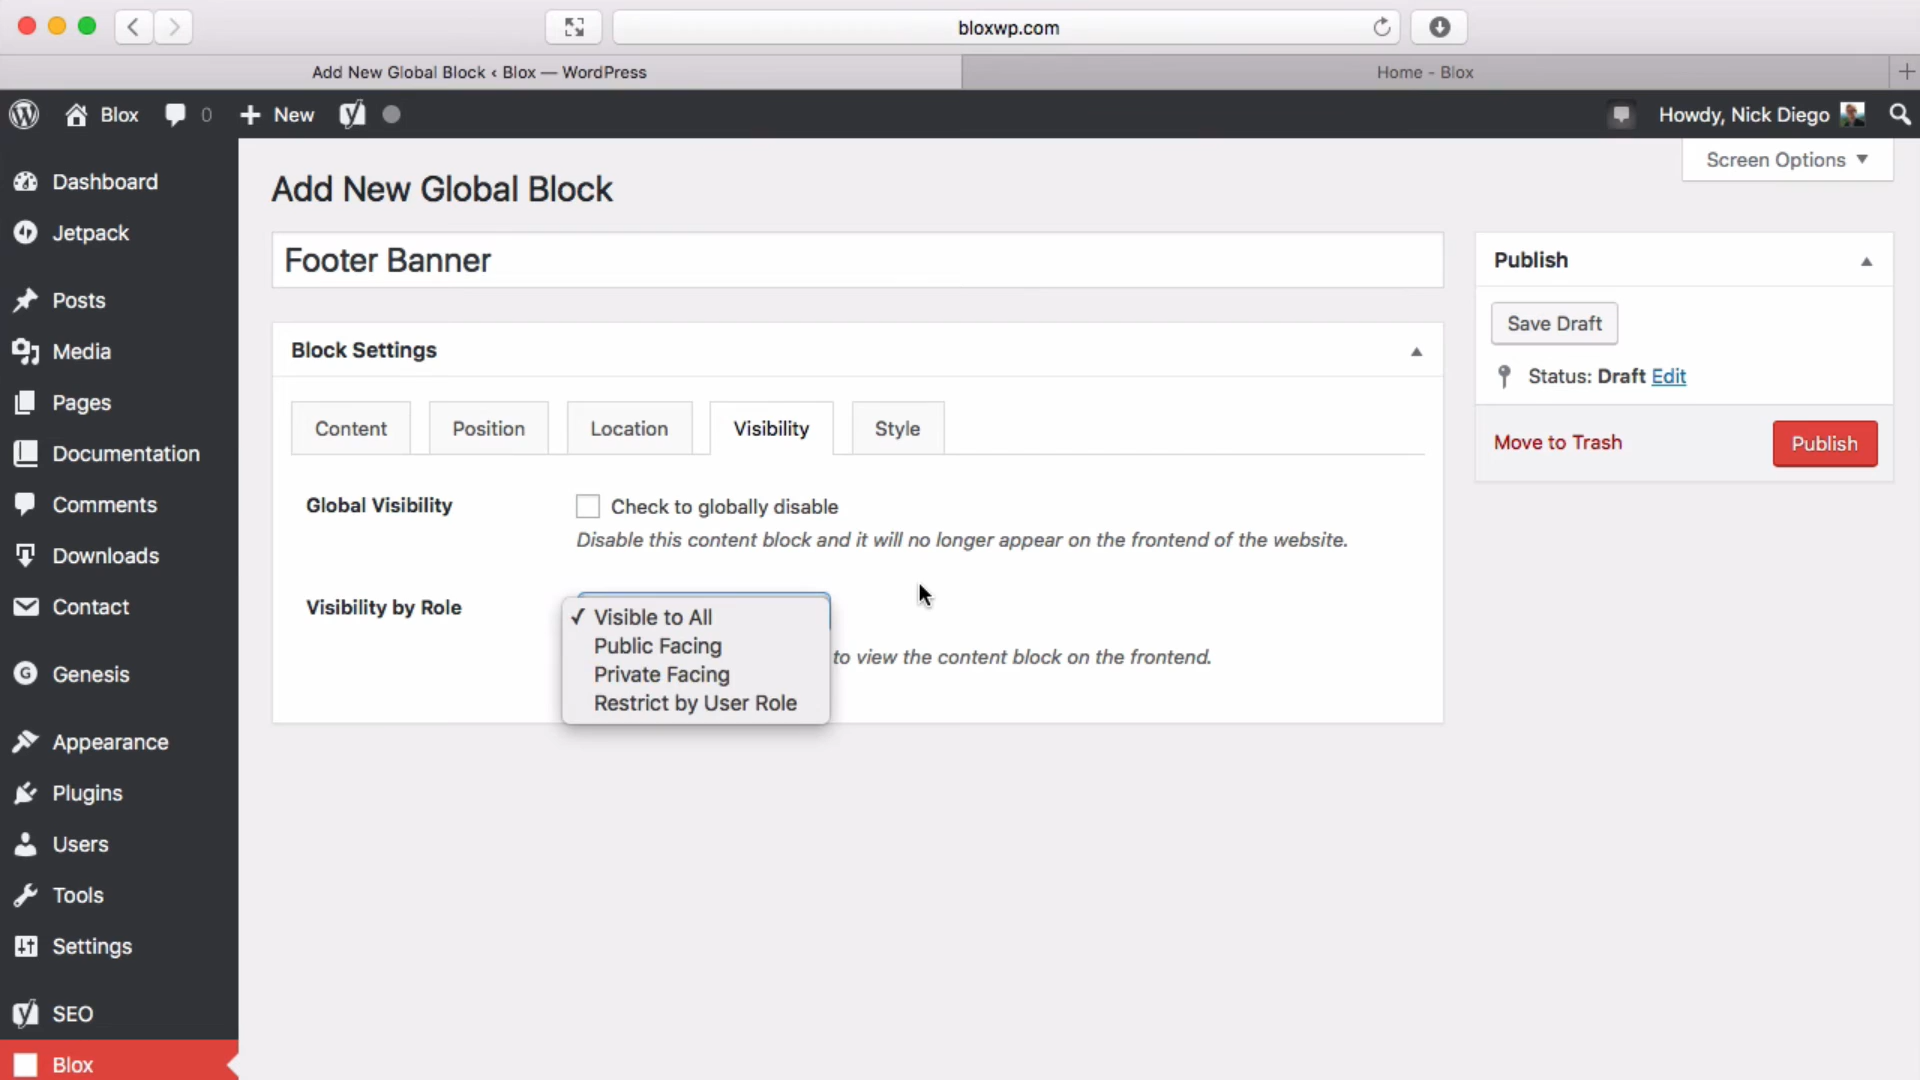 bloxwp.com
Add New Global Block ‹ Blox — WordPress
Home - Blox
Blox
0
New
Howdy, Nick Diego
Screen Options
Dashboard
Jetpack
Posts
Media
Pages
Documentation
Comments
Downloads
Contact
Genesis
Appearance
Plugins
Users
Tools
Settings
SEO
Blox
Add New Global Block
Footer Banner
Block Settings
Content
Position
Location
Visibility
Style
Global Visibility
Check to globally disable
Disable this content block and it will no longer appear on the frontend of the website.
Visibility by Role
✓ Visible to All
Public Facing
Private Facing
Restrict by User Role
to view the content block on the frontend.
Publish
Save Draft
Status: Draft Edit
Move to Trash
Publish